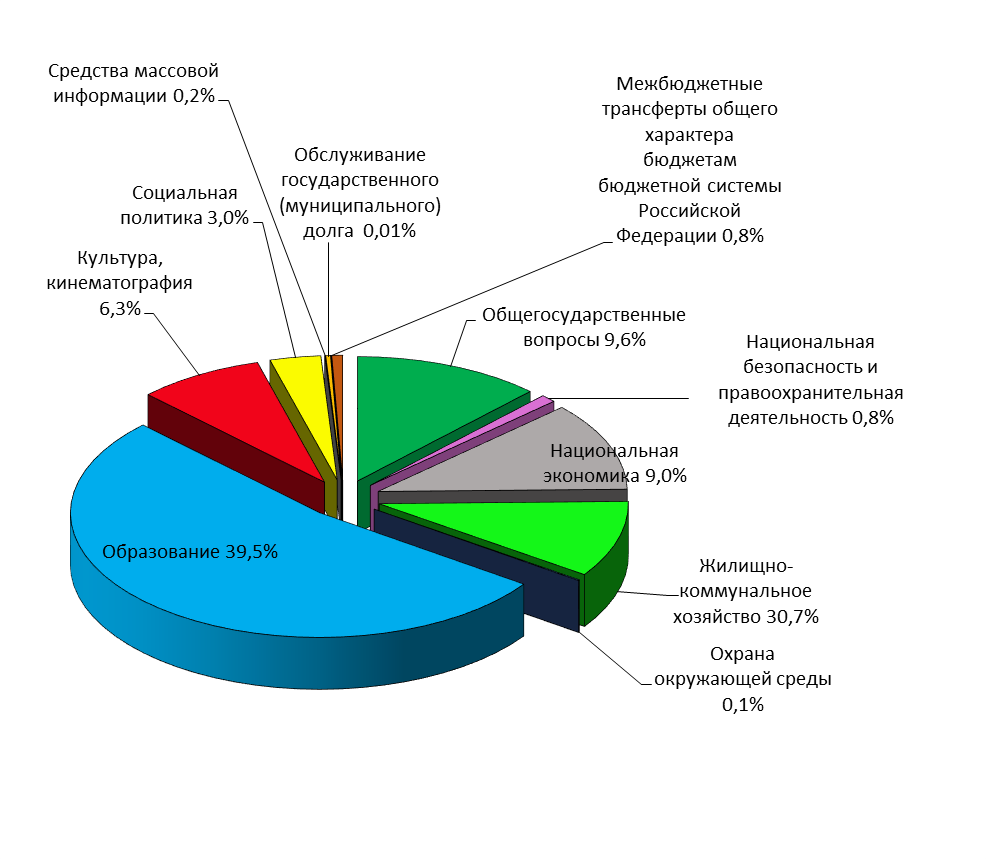 Средства массовой
информации 0,2%
Межбюджетные
трансферты общего
характера
бюджетам
бюджетной системы
Российской
Федерации 0,8%
Обслуживание
государственного
(муниципального)
долга 0,01%
Социальная
политика 3,0%
Культура,
кинематография
6,3%
Общегосударственные
вопросы 9,6%
Национальная
безопасность и
правоохранительная
деятельность 0,8%
Национальная
экономика 9,0%
Образование 39,5%
Жилищно-
коммунальное
хозяйство 30,7%
Охрана
окружающей среды
0,1%